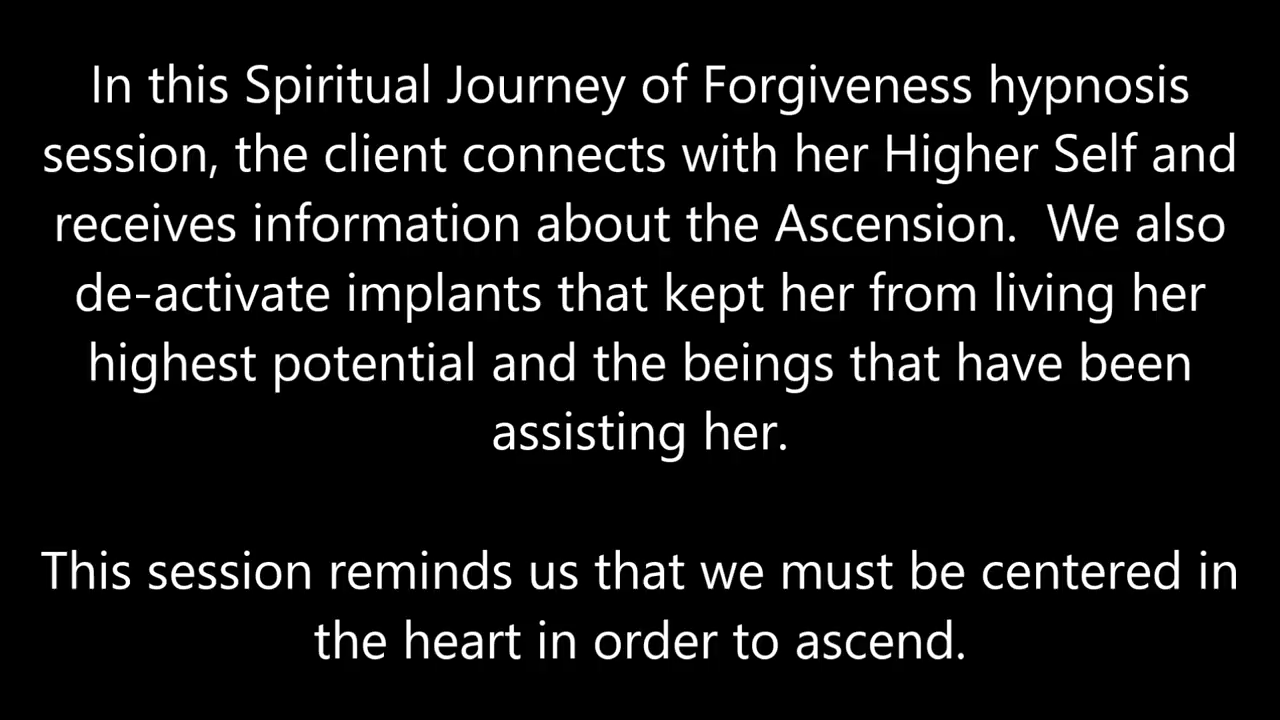 In this Spiritual Journey of Forgiveness hypnosis
session, the client connects with her Higher Self and
receives information about the Ascension.  We also
de-activate implants that kept her from living her
highest potential and the beings that have been
assisting her.
This session reminds us that we must be centered in
the heart in order to ascend.